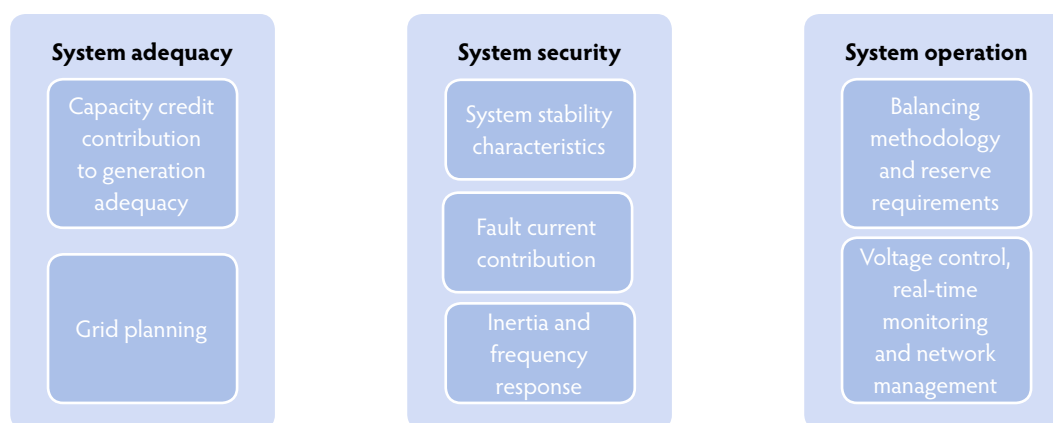 System adequacy
Capacity credit
contribution
to generation
adequacy
Grid planning
System security
System stability
characteristics
Fault current
contribution
Inertia and
frequency
response
System operation
Balancing
methodology
and reserve
requirements
Voltage control,
real-time
monitoring
and network
management